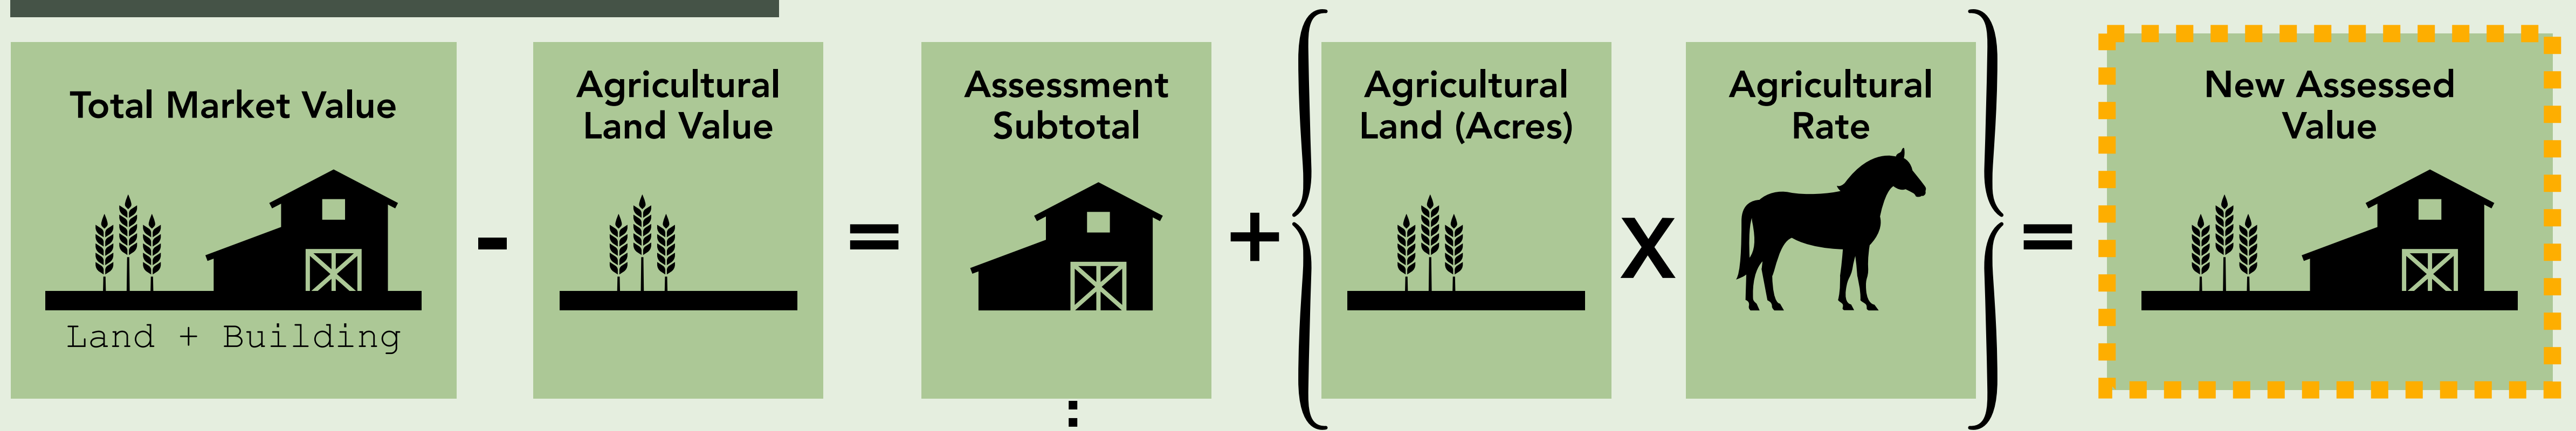 Total Market Value
Land + Building
-
Agricultural
Land Value
=
Assessment
Subtotal
+
{
Agricultural
Land (Acres)
X
Agricultural
Rate
}
=
New Assessed
Value